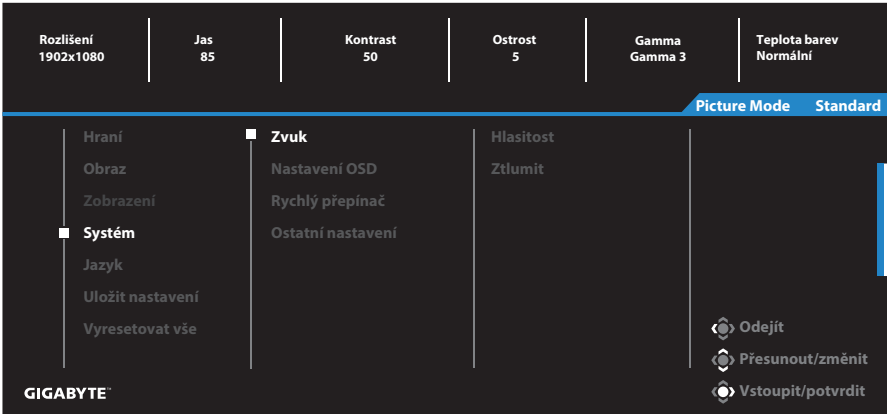 Rozlišení
1902x1080
Jas
85
Kontrast
50
Ostrost
5
Gamma
Gamma 3
Teplota barev
Normální
Picture Mode Standard
Hraní
Obraz
Zobrazení
Systém
Jazyk
Uložit nastavení
Vyresetovat vše
Zvuk
Nastavení OSD
Rychlý přepínač
Ostatní nastavení
Hlasitost
Ztlumit
Odejít
Přesunout/změnit
Vstoupit/potvrdit
GIGABYTE™